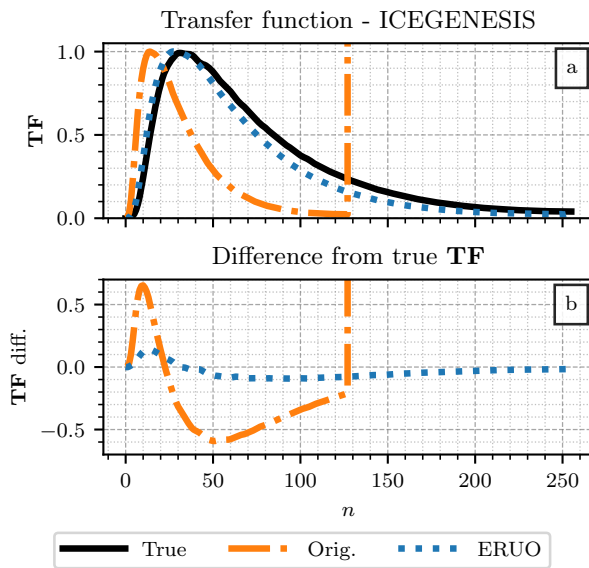 Transfer function - ICEGENESIS
a
1.0
0.5
0.0
TF
Difference from true TF
b
0.5
0.0
−0.5
TF diff.
0 50 100 150 200 250
n
True Orig. ERUO